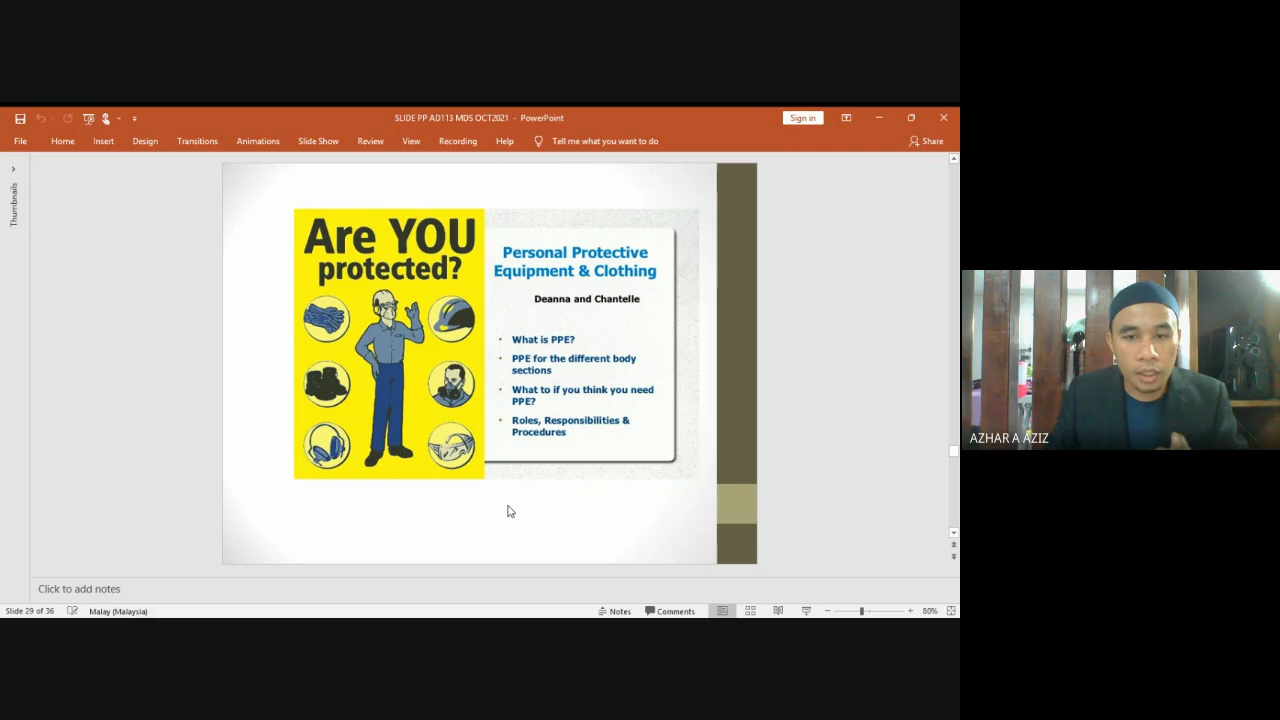 SLIDE PP AD113 MDS OCT2021 - PowerPoint
Sign in
File Home Insert Design Transitions Animations Slide Show Review View Recording Help Tell me what you want to do Share
Thumbnails
Are YOU
protected?
Personal Protective
Equipment & Clothing
Deanna and Chantelle
• What is PPE?
• PPE for the different body
sections
• What to if you think you need
PPE?
• Roles, Responsibilities &
Procedures
AZHAR A AZIZ
Click to add notes
Slide 29 of 36 Malay (Malaysia) Notes Comments 80%